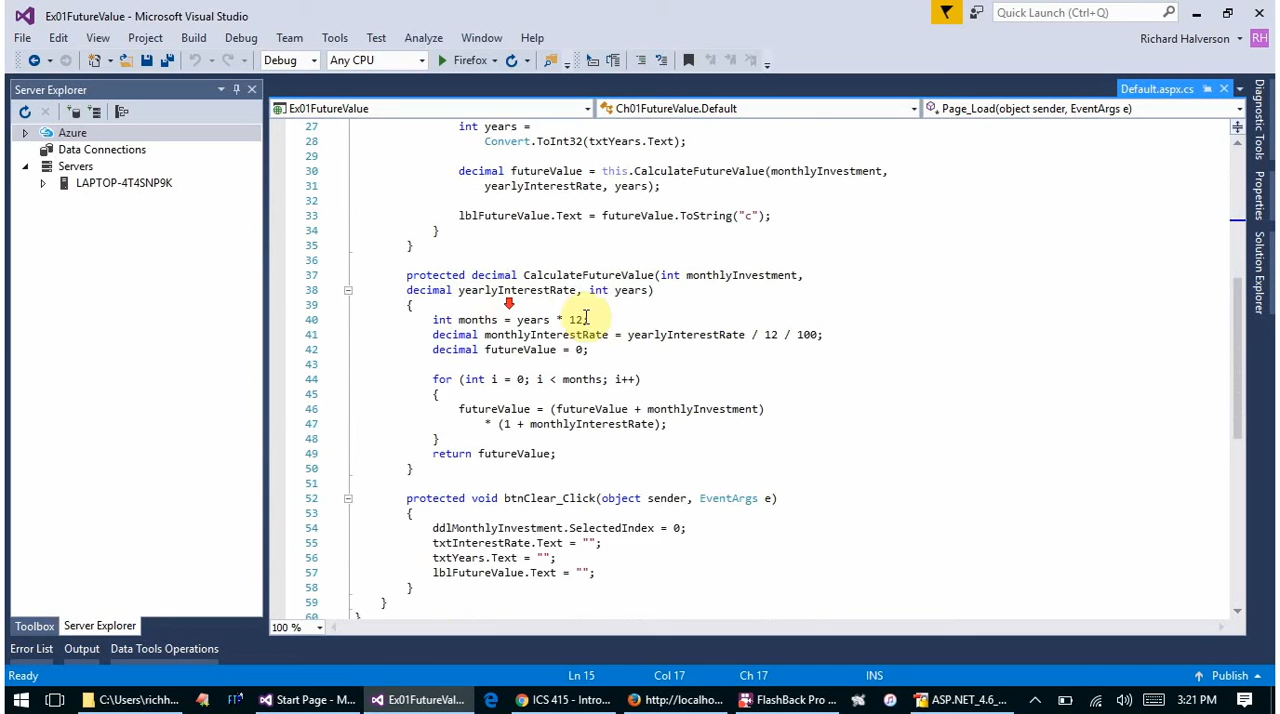 Ex01FutureValue - Microsoft Visual Studio
Quick Launch (Ctrl+Q)
File Edit View Project Build Debug Team Tools Test Analyze Window Help
Richard Halverson RH
Debug Any CPU Firefox
Server Explorer
Default.aspx.cs
Ex01FutureValue Ch01FutureValue.Default Page_Load(object sender, EventArgs e)
Azure
Data Connections
Servers
LAPTOP-4T4SNP9K
27 int years =
28 Convert.ToInt32(txtYears.Text);
29
30 decimal futureValue = this.CalculateFutureValue(monthlyInvestment,
31 yearlyInterestRate, years);
32
33 lblFutureValue.Text = futureValue.ToString("c");
34 }
35 }
36
37 protected decimal CalculateFutureValue(int monthlyInvestment,
38 decimal yearlyInterestRate, int years)
39 {
40 int months = years * 12;
41 decimal monthlyInterestRate = yearlyInterestRate / 12 / 100;
42 decimal futureValue = 0;
43
44 for (int i = 0; i < months; i++)
45 {
46 futureValue = (futureValue + monthlyInvestment)
47 (1 + monthlyInterestRate);
48 }
49 return futureValue;
50 }
51
52 protected void btnClear_Click(object sender, EventArgs e)
53 {
54 ddlMonthlyInvestment.SelectedIndex = 0;
55 txtInterestRate.Text = "";
56 txtYears.Text = "";
57 lblFutureValue.Text = "";
58 }
59 }
60 }
Diagnostic Tools
Properties
Solution Explorer
Toolbox Server Explorer
100 %
Error List Output Data Tools Operations
Ready Ln 15 Col 17 Ch 17 INS Publish
C:\Users\richh... Start Page - M... Ex01FutureVal... ICS 415 - Intro... http://localho... FlashBack Pro ... ASP.NET_4.6_... 3:21 PM